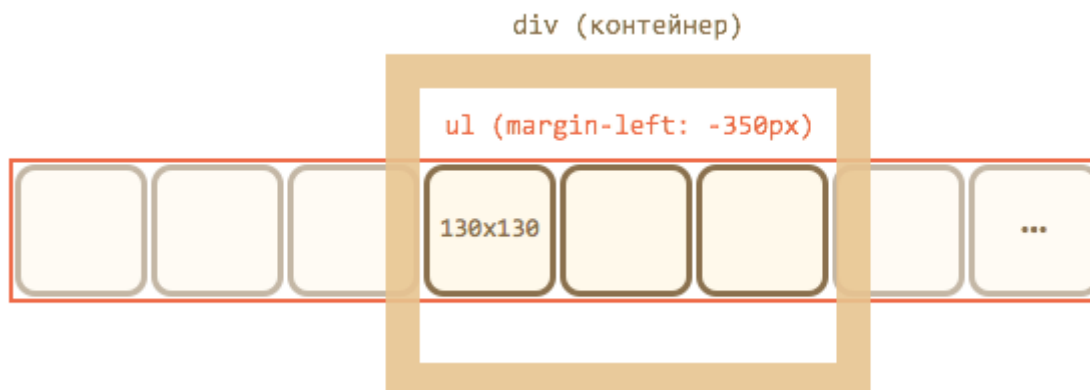 div (контейнер)
ul (margin-left: -350px)
130x130
...